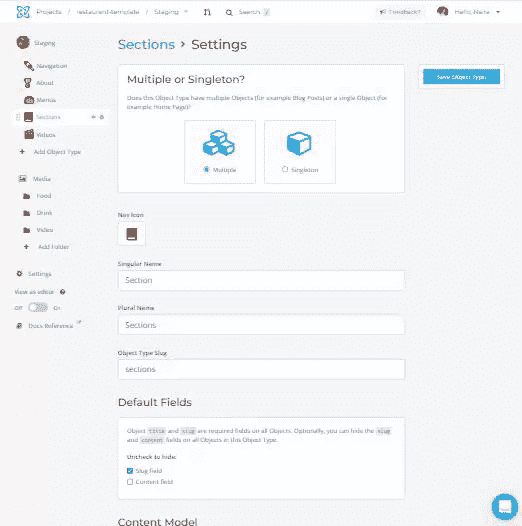 Projects / restaurant-template / Staging
Search /
Feedback?
Hello, Naira
Staging
Navigation
About
Menus
Sections
Videos
+ Add Object Type
Media
Food
Drink
Video
+ Add Folder
Settings
View as editor
Off On
Docs Reference
Sections > Settings
Save Object Type
Multiple or Singleton?
Does this Object Type have multiple Objects (for example Blog Posts) or a single Object (for
example Home Page)?
Multiple
Singleton
Nav Icon
Singular Name
Section
Plural Name
Sections
Object Type Slug
sections
Default Fields
Object title and slug are required fields on all Objects. Optionally, you can hide the slug
and content fields on all Objects in this Object Type.
Uncheck to hide:
Slug field
Content field
Content Model